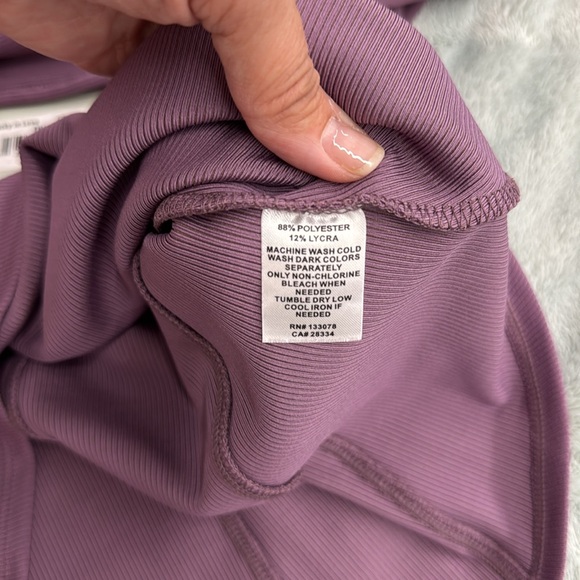 88% POLYESTER
12% LYCRA
MACHINE WASH COLD
WASH DARK COLORS
SEPARATELY
ONLY NON-CHLORINE
BLEACH WHEN
NEEDED
TUMBLE DRY LOW
COOL IRON IF
NEEDED
RN# 133078
CA# 28334